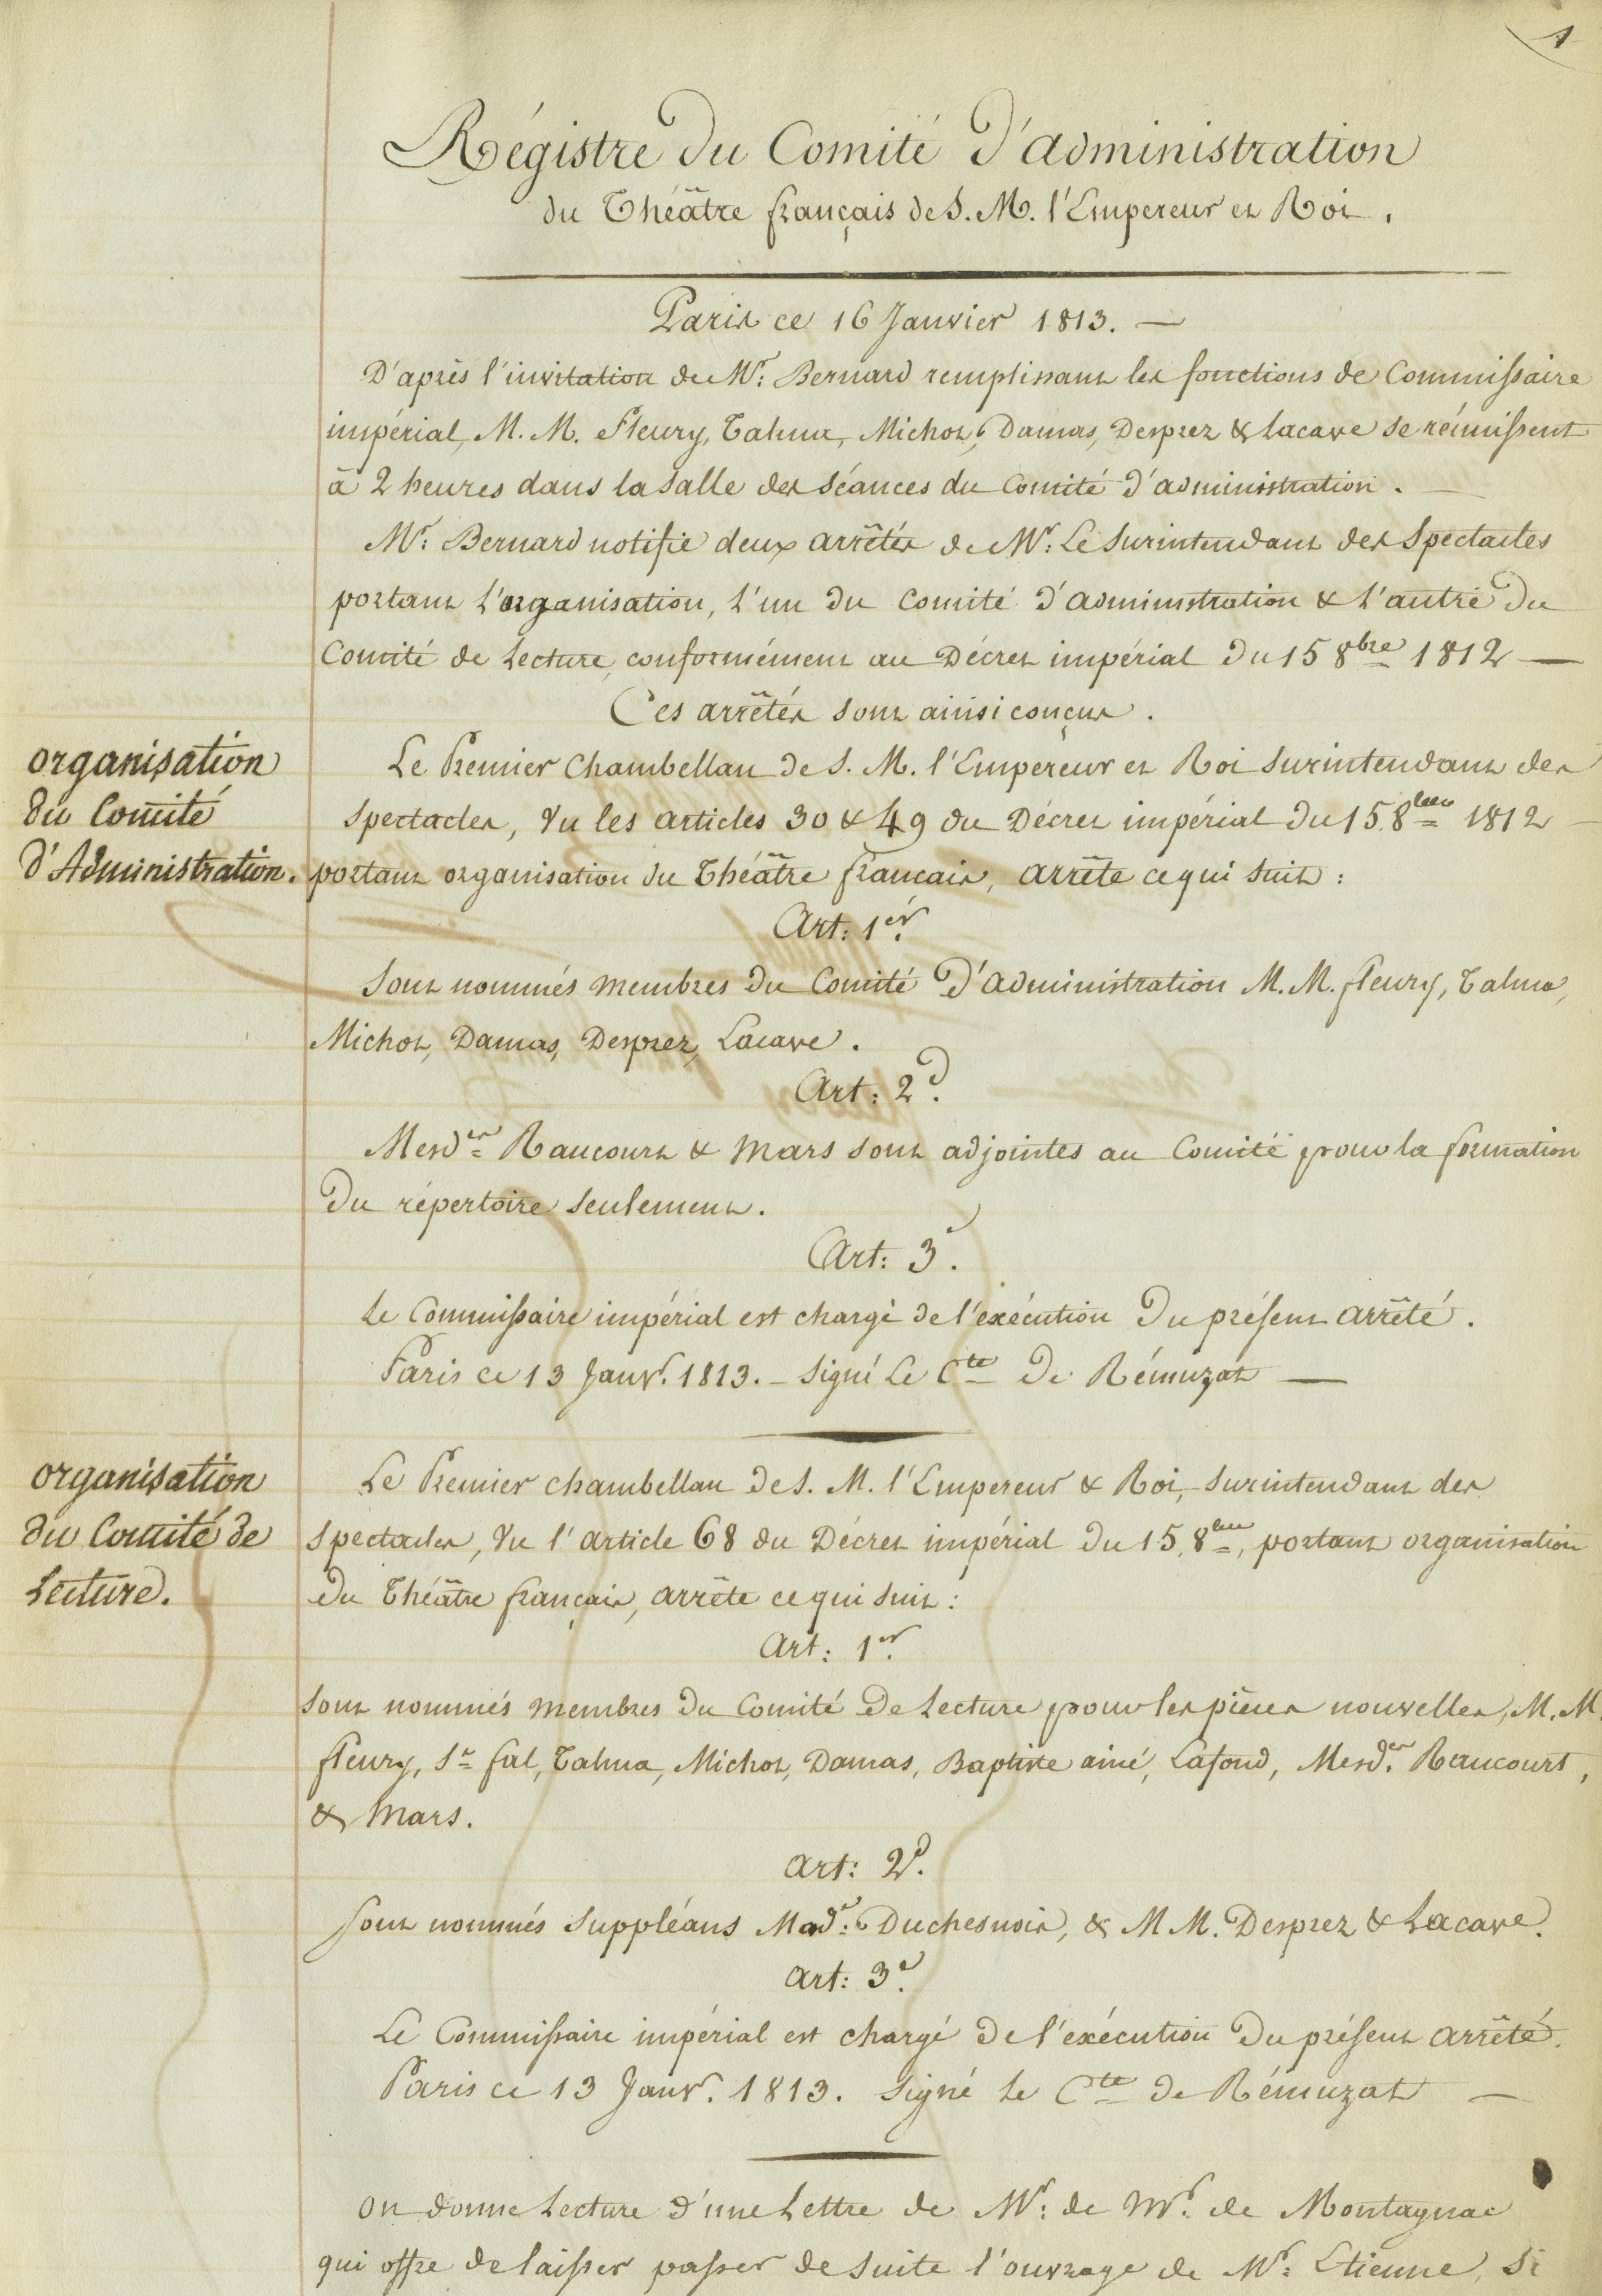 1
Régistre du Comité d'administration
du Théâtre français de S. M. l'Empereur et Roi.
Paris ce 16 Janvier 1813. —
D'après l'invitation de Mr: Bernard remplissant les fonctions de Commissaire
impérial, M. M. Fleury, Talma, Michot, Damas, Desprez & Lacave se réunissent
à 2 heures dans la salle des séances du Comité d'administration. —
Mr: Bernard notifie deux arrêtés de Mr: Le Surintendant des Spectacles
portant l'organisation, l'un du Comité d'administration & l'autre du
Comité de Lecture, conformément au Décret impérial du 15 8bre 1812 —
Ces arrêtés sont ainsi conçus.
organisation
du Comité
d'Administration.
Le Premier Chambellan de S. M. l'Empereur et Roi Surintendant des
spectacles, Vu les articles 30 & 49 du Décret impérial du 15. 8bre 1812 —
portant organisation du Théâtre francais, arrête ce qui suit:
Art: 1er.
Sont nommés membres du Comité d'administration M. M. fleury, Talma,
Michot, Damas, Desprez, Lacave.
Art: 2d.
Mesdes Raucourt & Mars sont adjointes au Comité pour la formation
du répertoire seulement.
Art: 3e.
Le Commissaire impérial est chargé de l'exécution du présent arrêté.
Paris ce 13 Janvr. 1813. — Signé Le Cte De Rémuzat —
organisation
du Comité de
Lecture.
Le Premier chambellan de S. M. l'Empereur & Roi, Surintendant des
spectacles, Vu l'article 68 du Décret impérial du 15. 8bre, portant organisation
du Théâtre français, arrête ce qui suit:
Art: 1er.
Sont nommés membres du Comité de Lecture pour les pièces nouvelles, M. M.
fleury, St fal, Talma, Michot, Damas, Baptiste ainé, Lafond, Mesdes. Raucourt,
& Mars.
Art: 2d.
Sont nommés Suppléans Made: Duchesnois, & M M. Desprez & Lacave.
Art: 3e.
Le Commissaire impérial est chargé de l'exécution du présent arrêté.
Paris ce 13 Janvr. 1813. Signé le Cte de Rémuzat —
on donne Lecture d'une Lettre de Mr: de Mr. de Montagnac
qui offre de laisser passer de suite l'ouvrage de Mr: Etienne, Si